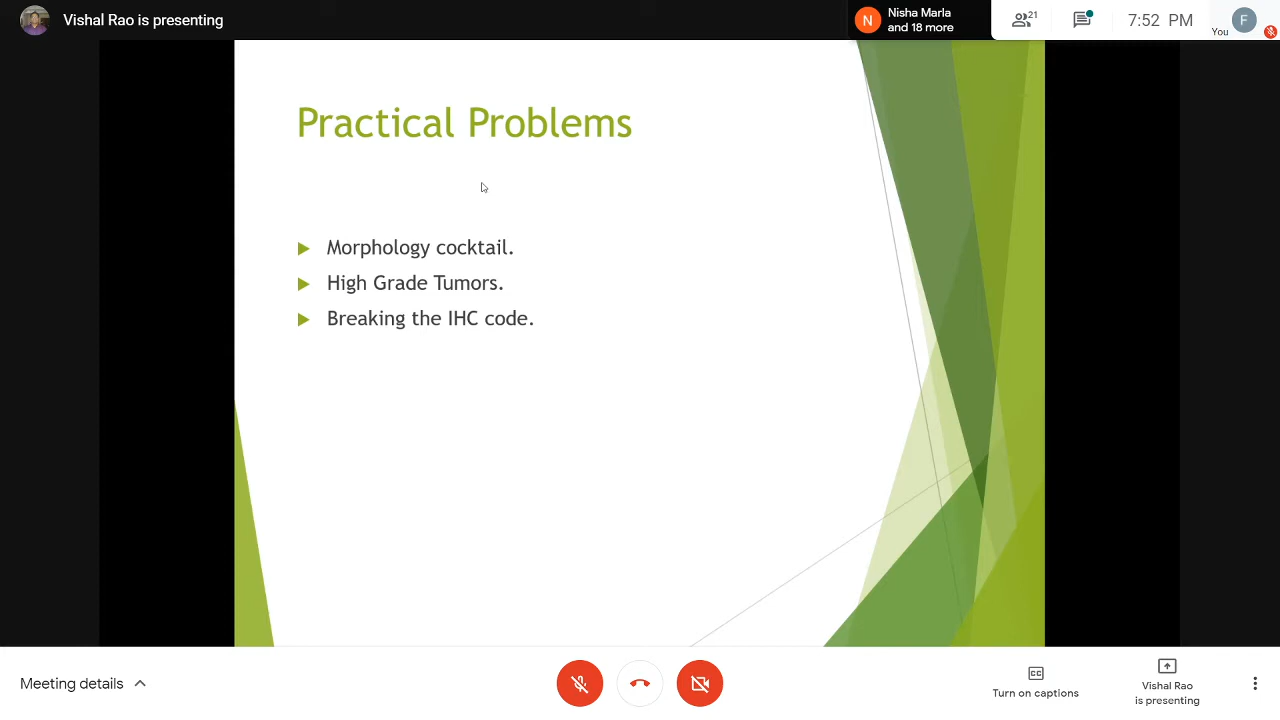 Vishal Rao is presenting
N
Nisha Marla
and 18 more
21
7:52 PM
You
F
Practical Problems
Morphology cocktail.
High Grade Tumors.
Breaking the IHC code.
Meeting details
CC
Turn on captions
Vishal Rao
is presenting